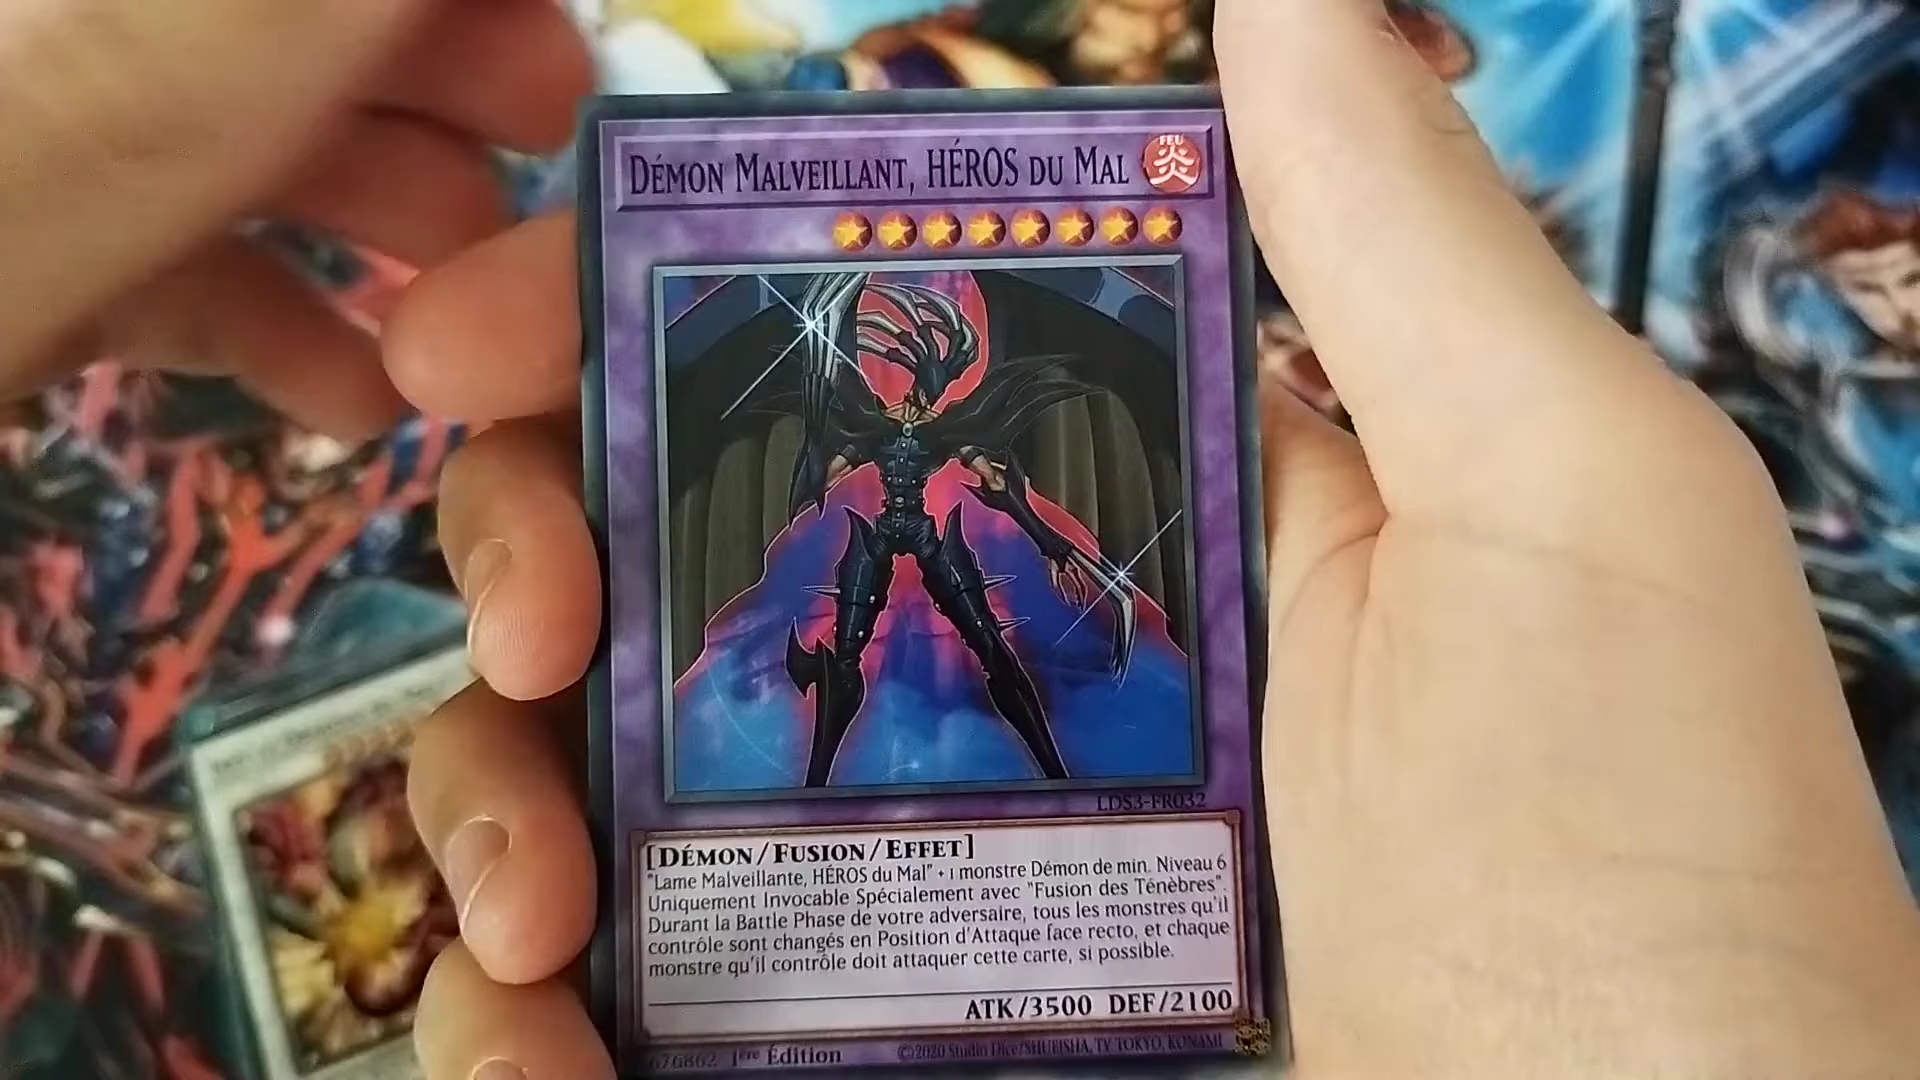 DÉMON MALVEILLANT, HÉROS DU MAL
FEU
炎
LDS3-FR032
[DÉMON/FUSION/EFFET]
"Lame Malveillante, HÉROS du Mal" + 1 monstre Démon de min. Niveau 6
Uniquement Invocable Spécialement avec "Fusion des Ténèbres".
Durant la Battle Phase de votre adversaire, tous les monstres qu'il
contrôle sont changés en Position d'Attaque face recto, et chaque
monstre qu'il contrôle doit attaquer cette carte, si possible.
ATK/3500 DEF/2100
676862 1ère Édition
©2020 Studio Dice/SHUEISHA, TV TOKYO, KONAMI